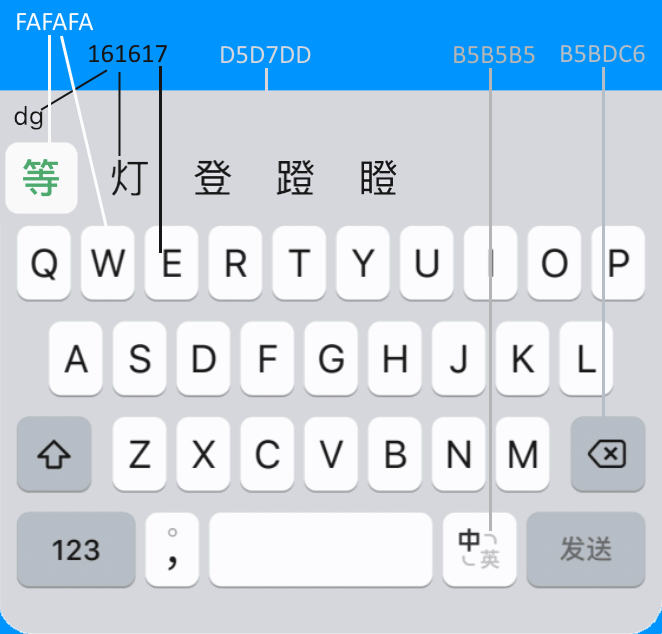 FAFAFA
161617 D5D7DD B5B5B5 B5BDC6
dg
等 灯 登 蹬 瞪
Q W E R T Y U I O P
A S D F G H J K L
Z X C V B N M
123 ° , 中 英 发送